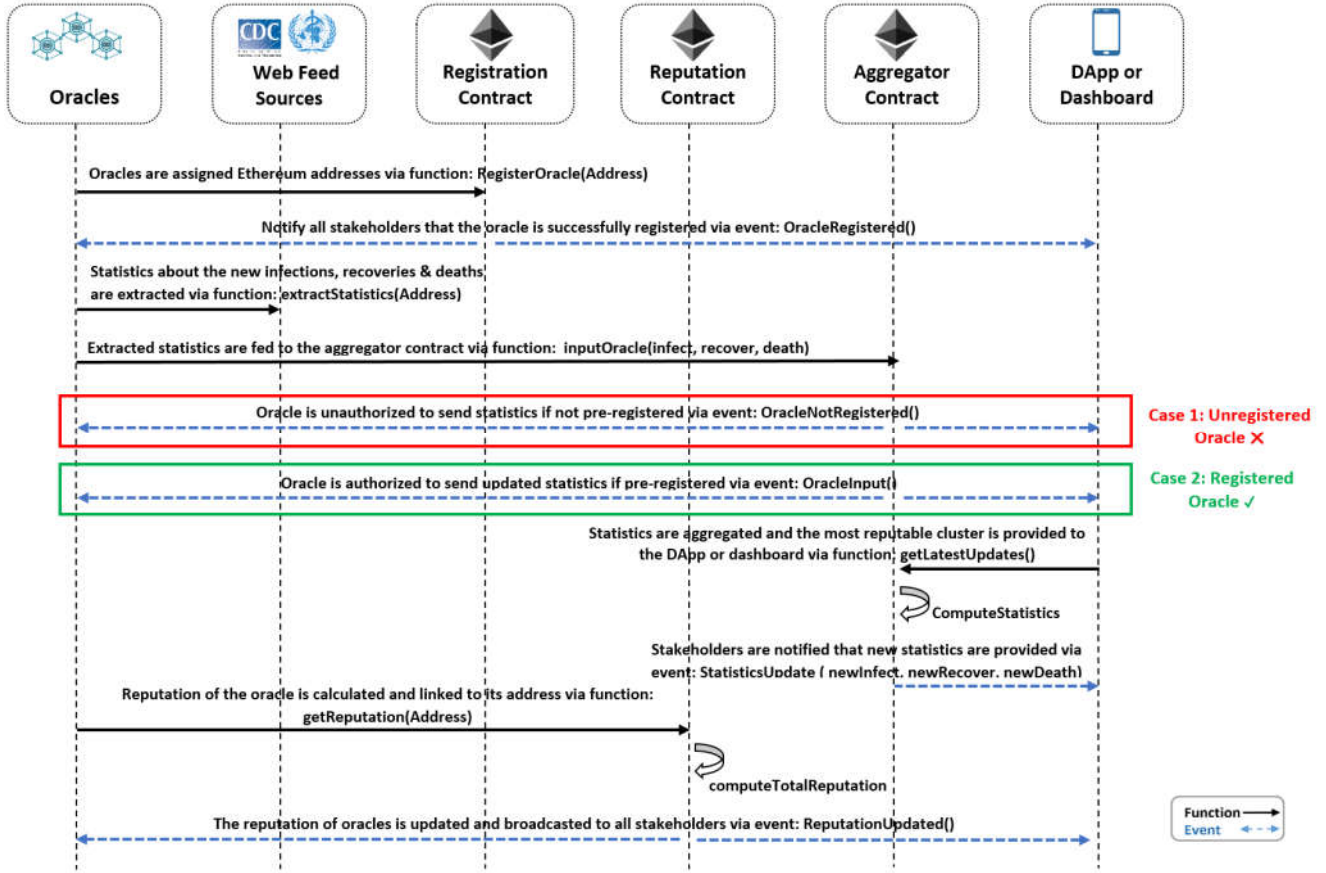 CDC
Oracles
Web Feed
Sources
Registration
Contract
Reputation
Contract
Aggregator
Contract
DApp or
Dashboard
Oracles are assigned Ethereum addresses via function: RegisterOracle(Address)
Notify all stakeholders that the oracle is successfully registered via event: OracleRegistered()
Statistics about the new infections, recoveries & deaths
are extracted via function: extractStatistics(Address)
Extracted statistics are fed to the aggregator contract via function: inputOracle(infect, recover, death)
Oracle is unauthorized to send statistics if not pre-registered via event: OracleNotRegistered()
Case 1: Unregistered
Oracle ✕
Oracle is authorized to send updated statistics if pre-registered via event: OracleInput()
Case 2: Registered
Oracle ✓
Statistics are aggregated and the most reputable cluster is provided to
the DApp or dashboard via function: getLatestUpdates()
ComputeStatistics
Stakeholders are notified that new statistics are provided via
event: StatisticsUpdate ( newInfect, newRecover, newDeath)
Reputation of the oracle is calculated and linked to its address via function:
getReputation(Address)
computeTotalReputation
The reputation of oracles is updated and broadcasted to all stakeholders via event: ReputationUpdated()
Function
Event